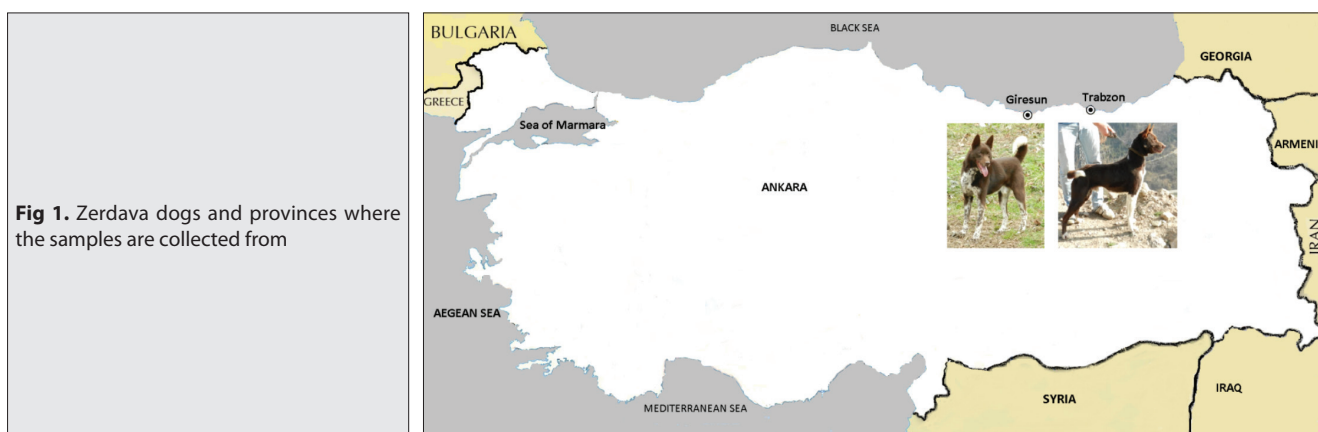 Fig 1. Zerdava dogs and provinces where
the samples are collected from
BULGARIA
BLACK SEA
GEORGIA
GREECE
Giresun
Trabzon
Sea of Marmara
ARMENI
ANKARA
IRAN
AEGEAN SEA
SYRIA
IRAQ
MEDITERRANEAN SEA